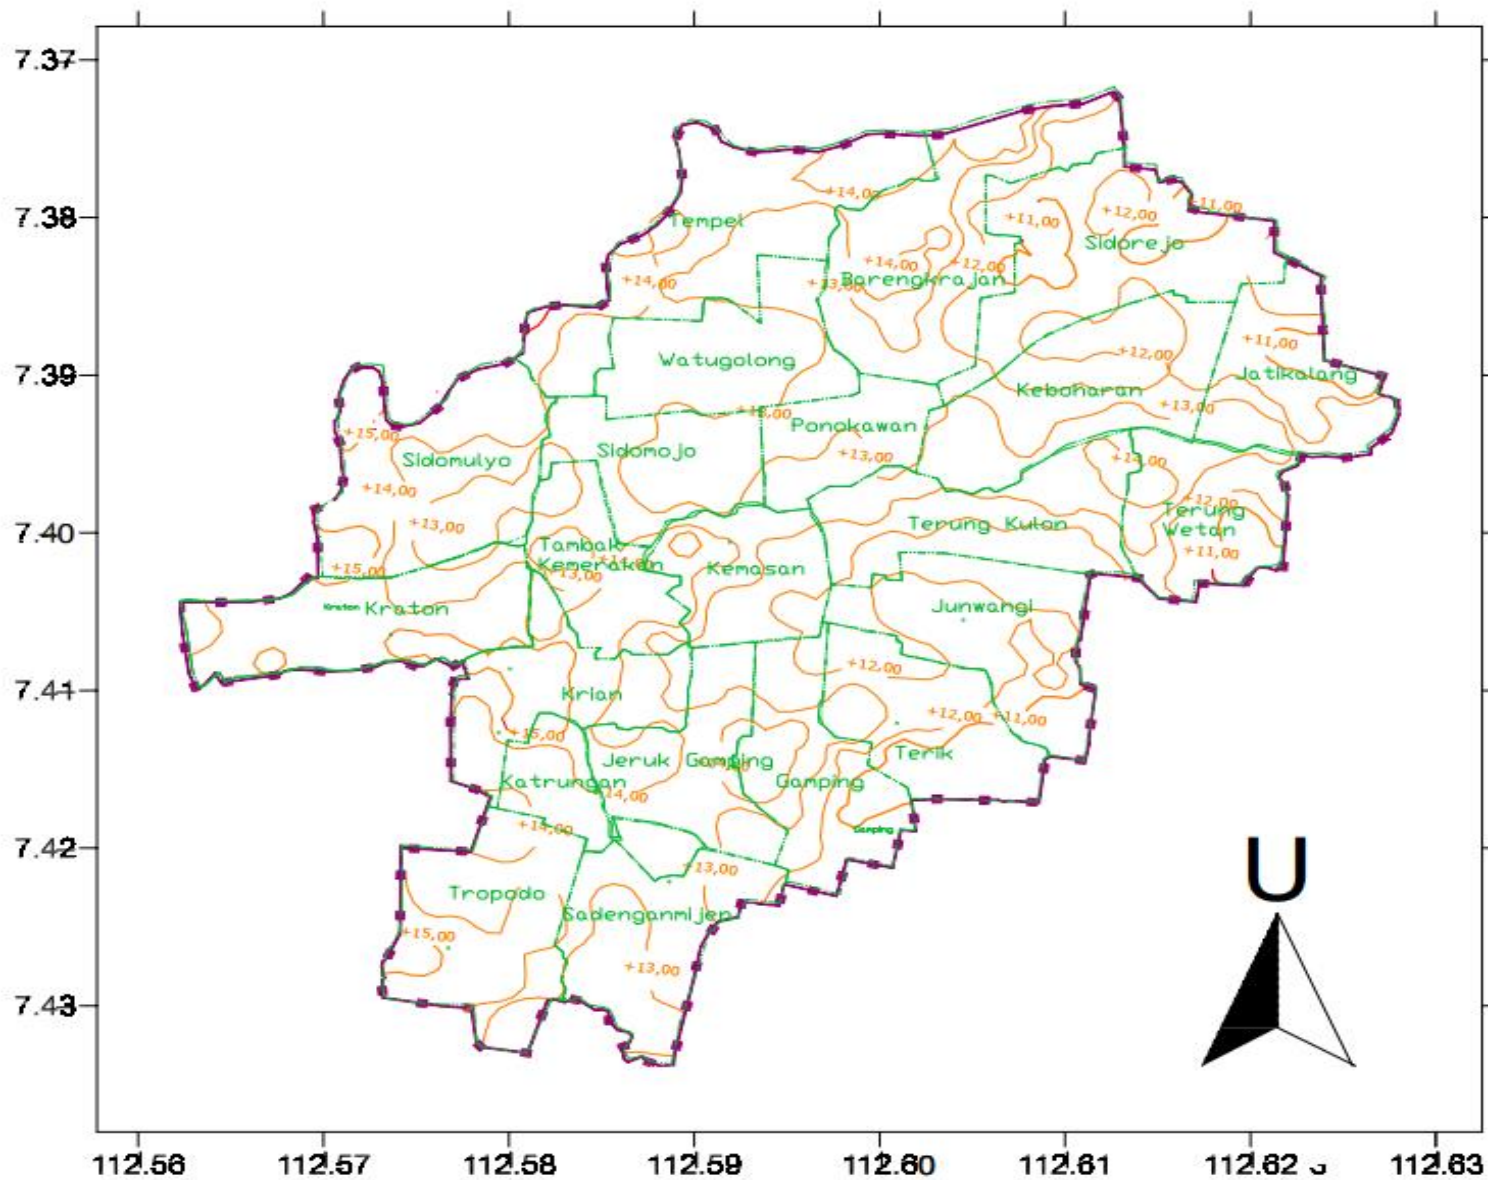 7.37
+14,00
Tempel
7.38
+11,00
+12,00
+11,00
Sidorejo
+14,00
+14,00
+12,00
+13,00
Barengkrajan
Watugolong
+12,00
+11,00
7.39
Keboharan
Jatikalang
+13,00
+13,00
Ponokawan
+15,00
Sidomulyo
Sidomojo
+13,00
+14,00
+14,00
+13,00
+12,00
Terung
Wetan
Terung Kulon
7.40
Tambak
Kemerakan
+13,00
Kemasan
+11,00
+15,00
Kraton
Kraton
Junwangi
+12,00
7.41
Krian
+12,00
+11,00
+15,00
Jeruk Gamping
Terik
Katrungan
Gamping
+14,00
+14,00
Gamping
7.42
+13,00
Tropodo
Sadenganmijen
+15,00
+13,00
7.43
U
112.56
112.57
112.58
112.59
112.60
112.61
112.62
112.63